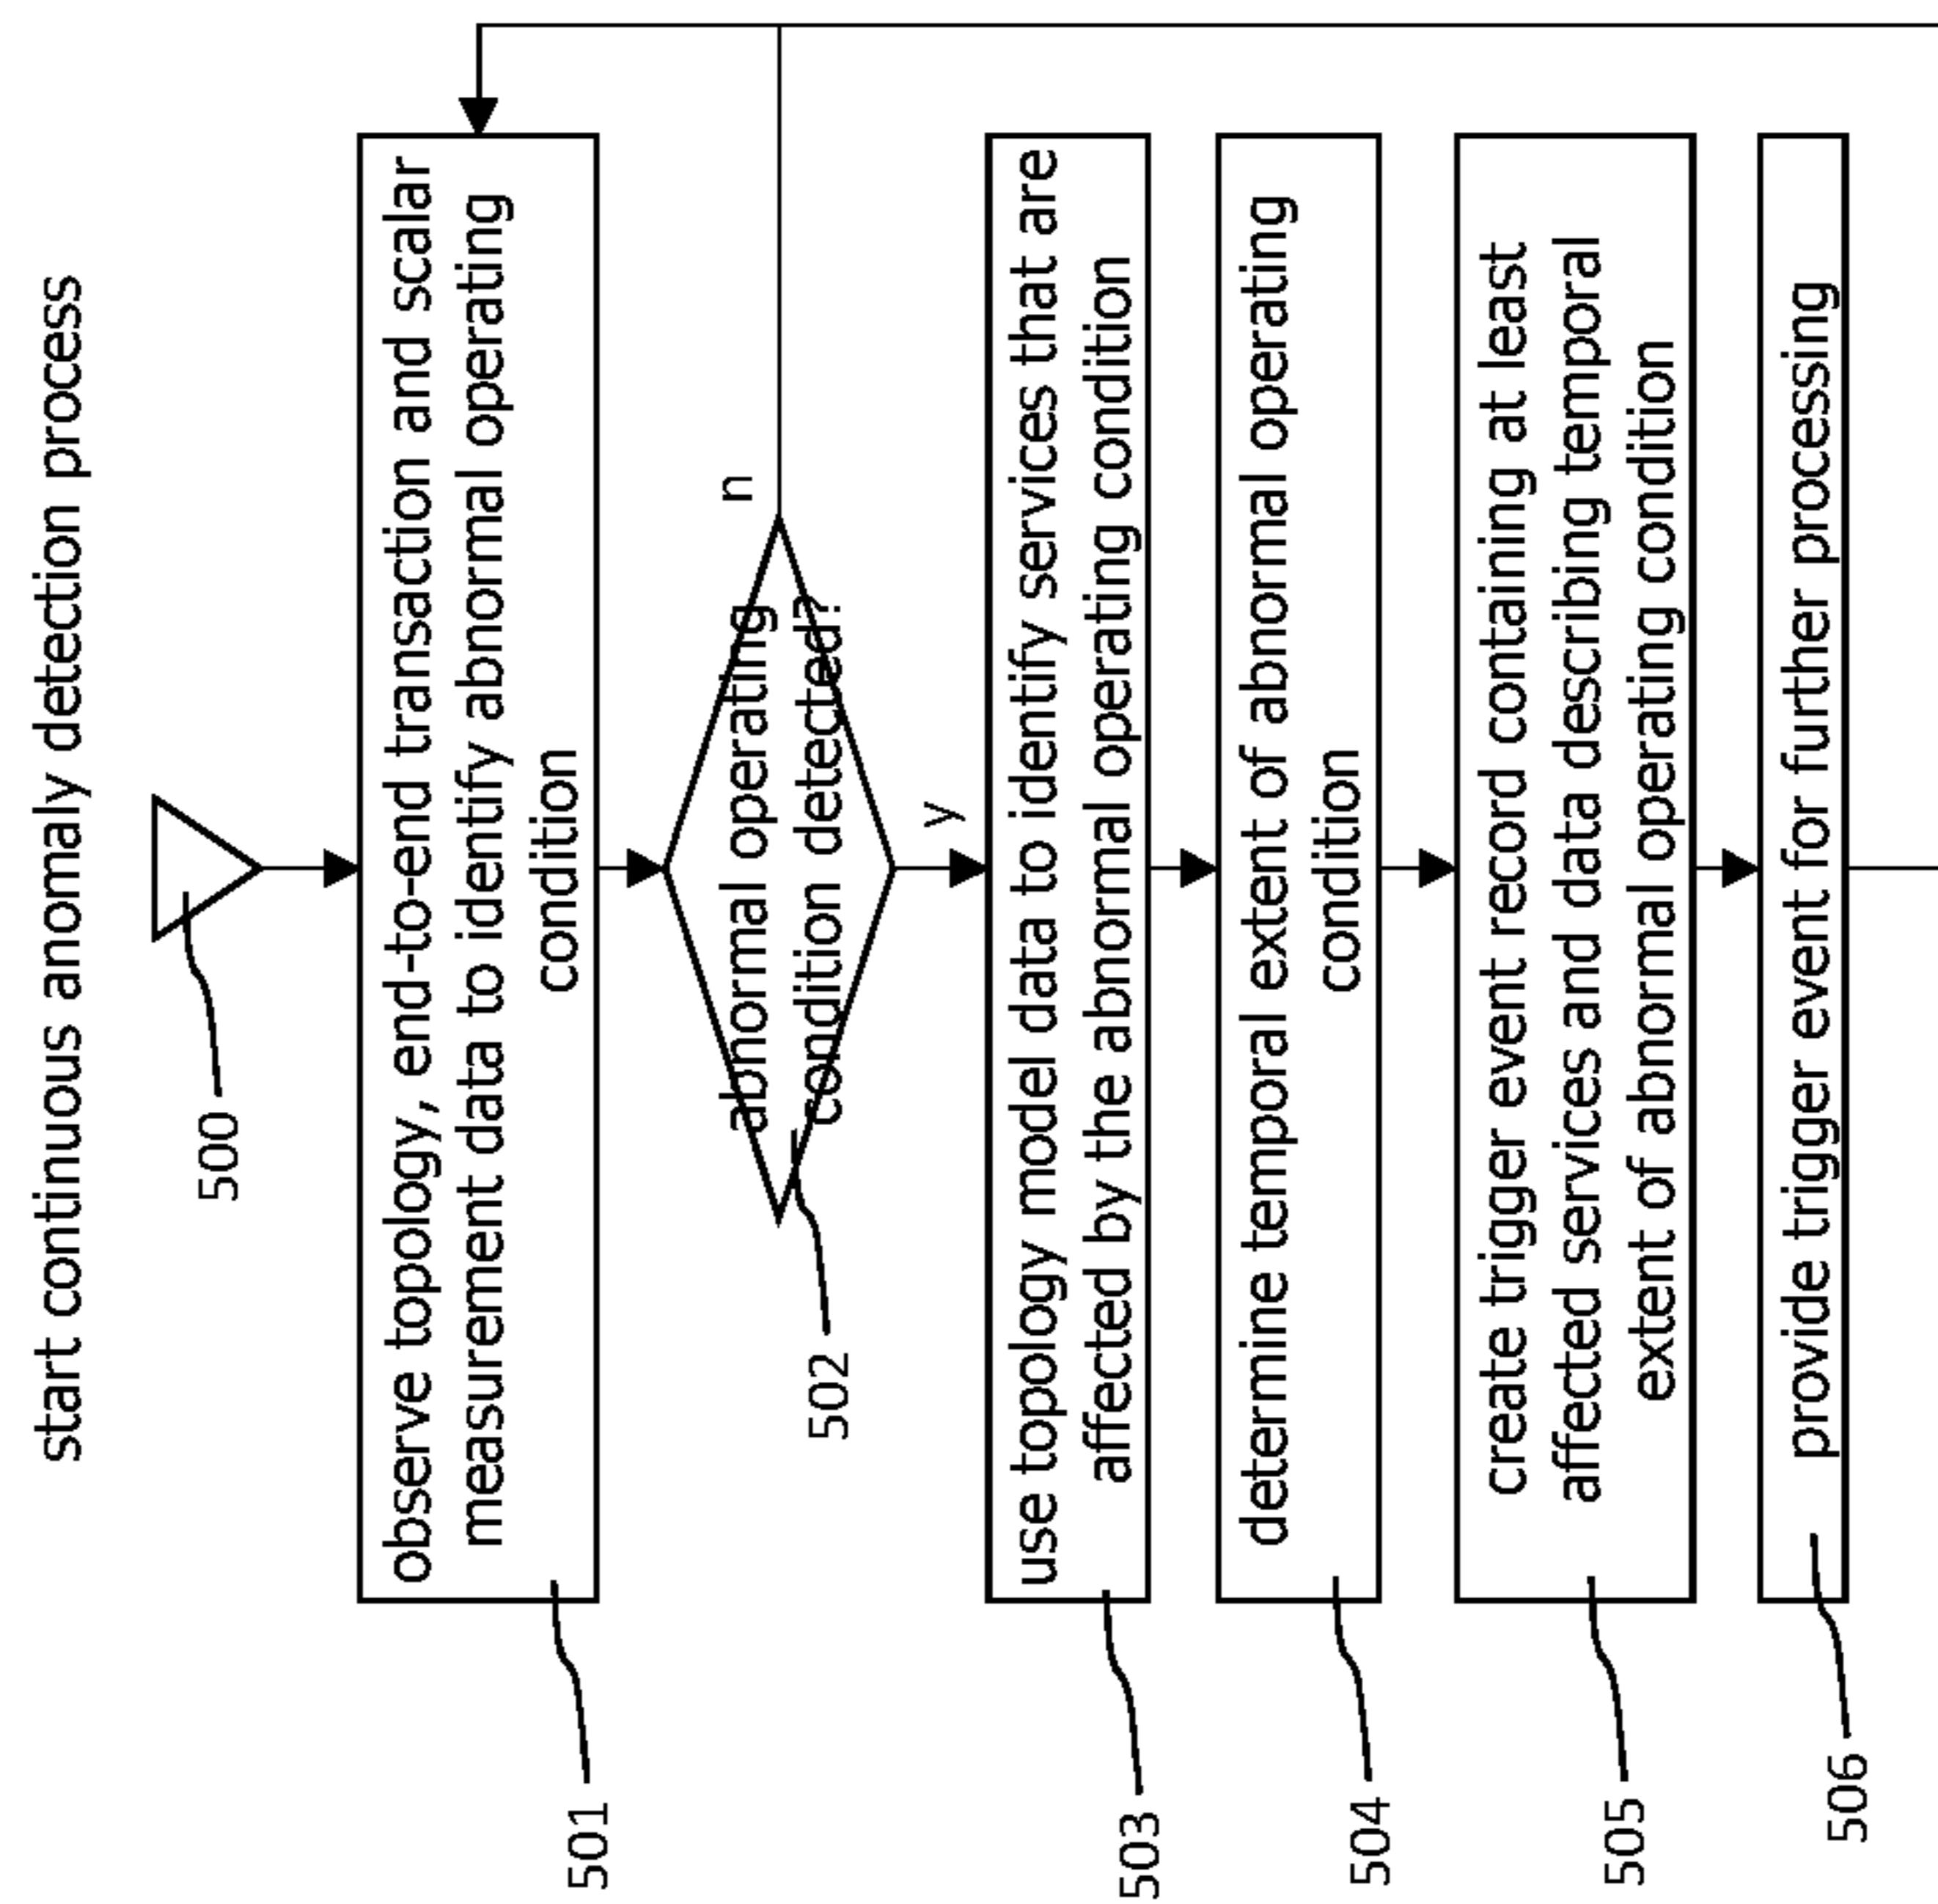 start continuous anomaly detection process
500
observe topology, end-to-end transaction and scalar
measurement data to identify abnormal operating
condition
501
abnormal operating
condition detected?
n
502
y
use topology model data to identify services that are
affected by the abnormal operating condition
503
determine temporal extent of abnormal operating
condition
504
create trigger event record containing at least
affected services and data describing temporal
extent of abnormal operating condition
505
provide trigger event for further processing
506